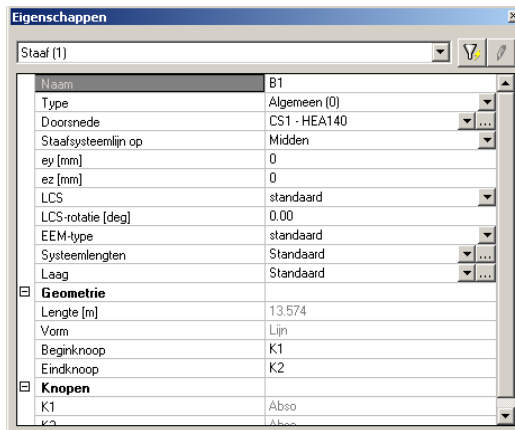 Eigenschappen
Staaf (1)
Naam B1
Type Algemeen (0)
Doorsnede CS1 - HEA140
Staafsysteemlijn op Midden
ey [mm] 0
ez [mm] 0
LCS standaard
LCS-rotatie [deg] 0.00
EEM-type standaard
Systeemlengten Standaard
Laag Standaard
Geometrie
Lengte [m] 13.574
Vorm Lijn
Beginknoop K1
Eindknoop K2
Knopen
K1 Abso
K2 Abso